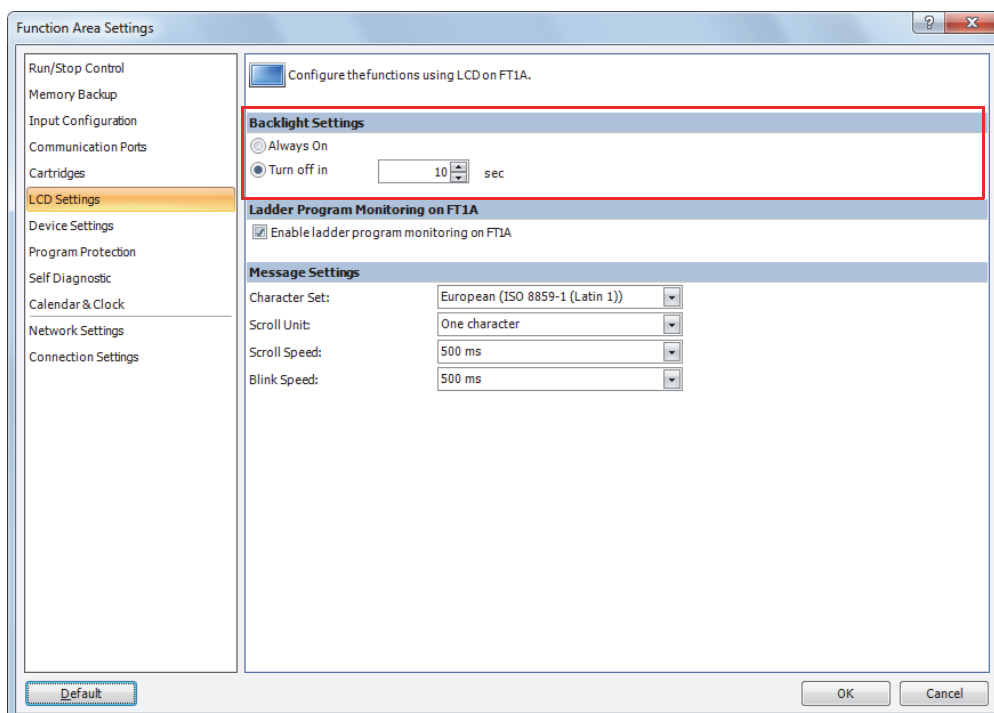 Function Area Settings
Run/Stop Control
Memory Backup
Input Configuration
Communication Ports
Cartridges
LCD Settings
Device Settings
Program Protection
Self Diagnostic
Calendar & Clock
Network Settings
Connection Settings
Configure the functions using LCD on FT1A.
Backlight Settings
Always On
Turn off in 10 sec
Ladder Program Monitoring on FT1A
Enable ladder program monitoring on FT1A
Message Settings
Character Set: European (ISO 8859-1 (Latin 1))
Scroll Unit: One character
Scroll Speed: 500 ms
Blink Speed: 500 ms
Default OK Cancel